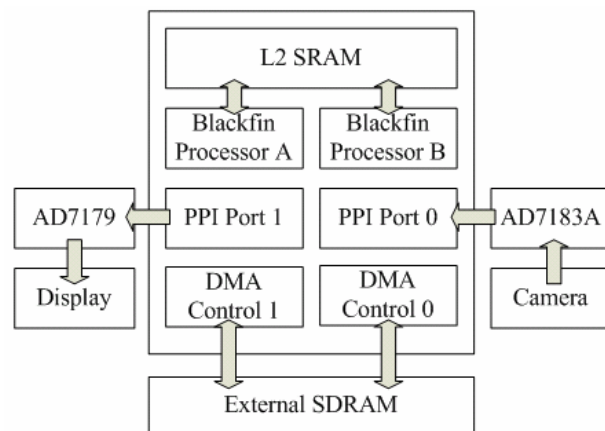 L2 SRAM
Blackfin
Processor A
Blackfin
Processor B
AD7179
PPI Port 1
PPI Port 0
AD7183A
Display
DMA
Control 1
DMA
Control 0
Camera
External SDRAM